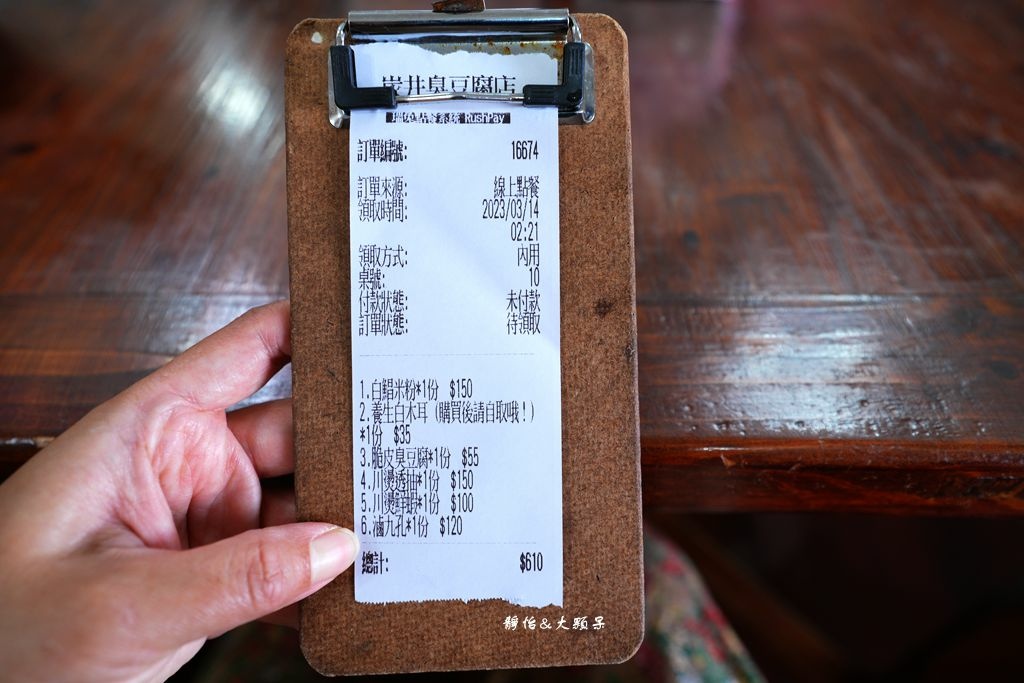 炭井臭豆腐店
RushPay
訂單編號: 16674
訂單來源: 線上點餐
領取時間: 2023/03/14
02:21
領取方式: 內用
桌號: 10
付款狀態: 未付款
訂單狀態: 待領取
1.白鯧米粉*1份 $150
2.養生白木耳（購買後請自取哦！）
*1份 $35
3.脆皮臭豆腐*1份 $55
4.川燙透抽*1份 $150
5.川燙鮮蝦*1份 $100
6.滷九孔*1份 $120
總計: $610
靜怡&大顆呆